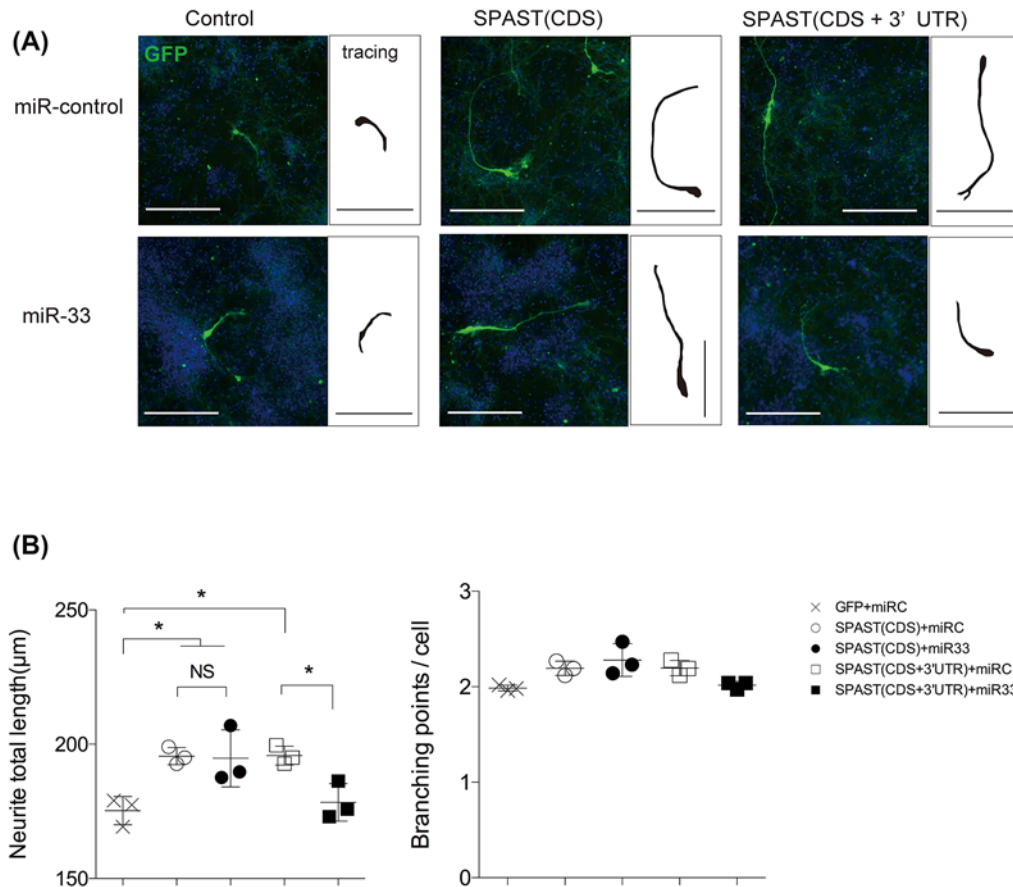 Control SPAST(CDS) SPAST(CDS + 3' UTR)
(A)
GFP tracing
miR-control
miR-33
(B)
Neurite total length(μm)
250
200
150
*
*
NS
*
Branching points / cell
3
2
1
0
GFP+miRC
SPAST(CDS)+miRC
SPAST(CDS)+miR33
SPAST(CDS+3'UTR)+miRC
SPAST(CDS+3'UTR)+miR33